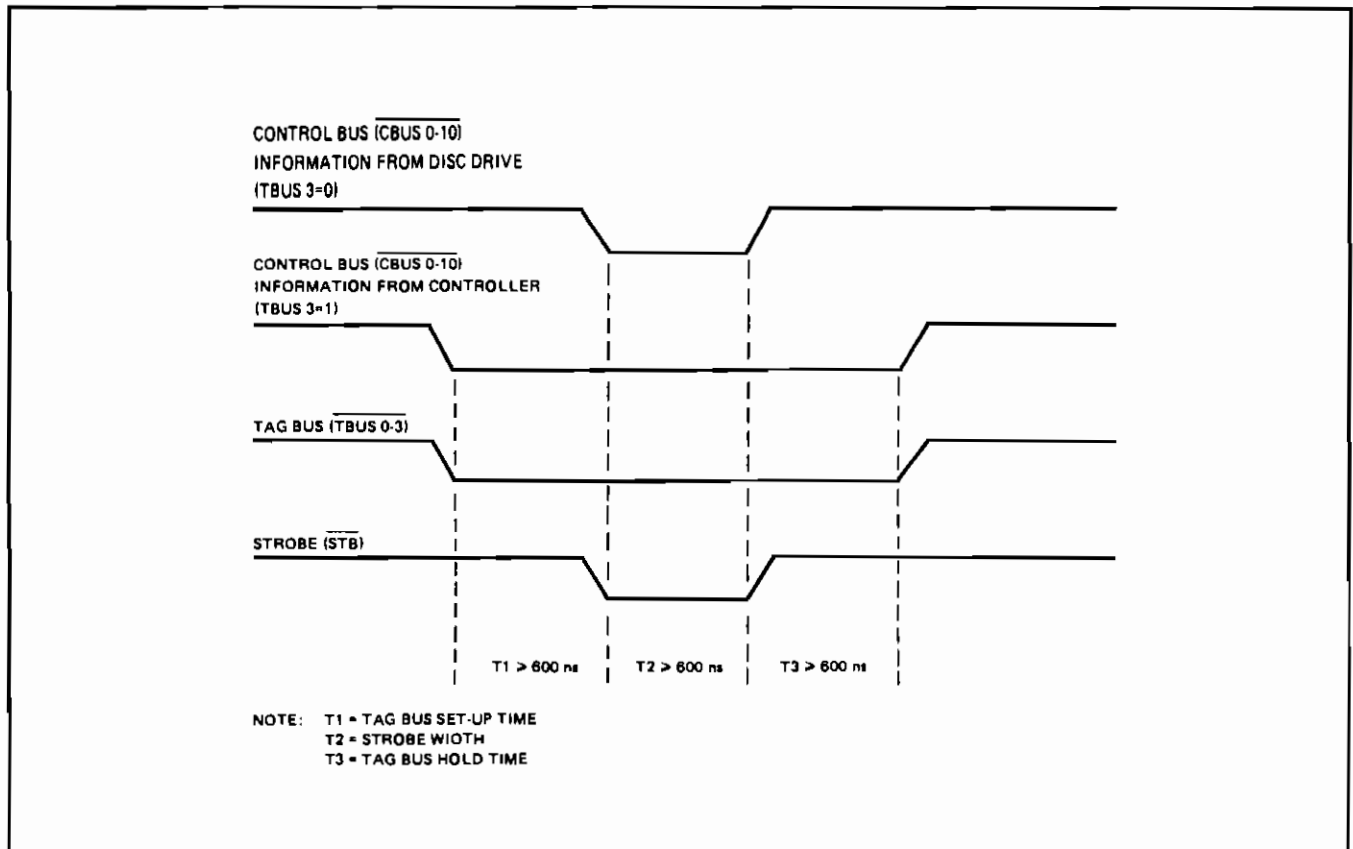 CONTROL BUS (CBUS 0-10)
INFORMATION FROM DISC DRIVE
(TBUS 3=0)
CONTROL BUS (CBUS 0-10)
INFORMATION FROM CONTROLLER
(TBUS 3=1)
TAG BUS (TBUS 0-3)
STROBE (STB)
T1 ⩾ 600 ns T2 ⩾ 600 ns T3 ⩾ 600 ns
NOTE: T1 = TAG BUS SET-UP TIME
T2 = STROBE WIDTH
T3 = TAG BUS HOLD TIME